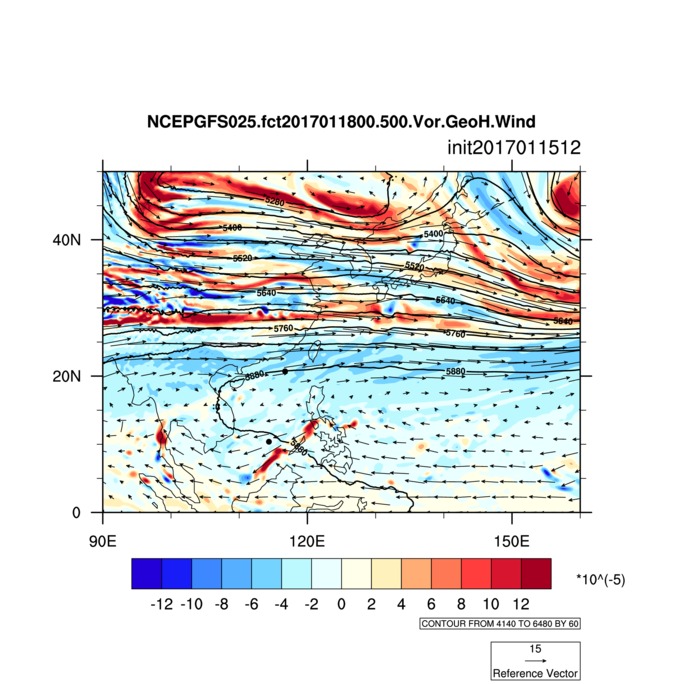 NCEPGFS025.fct2017011800.500.Vor.GeoH.Wind
init2017011512
5280
5400
5400
40N
5520
5520
5640
5640
5640
5760
5760
20N
5880
5880
5880
0
90E 120E 150E
*10^(-5)
-12 -10 -8 -6 -4 -2 0 2 4 6 8 10 12
CONTOUR FROM 4140 TO 6480 BY 60
15
Reference Vector